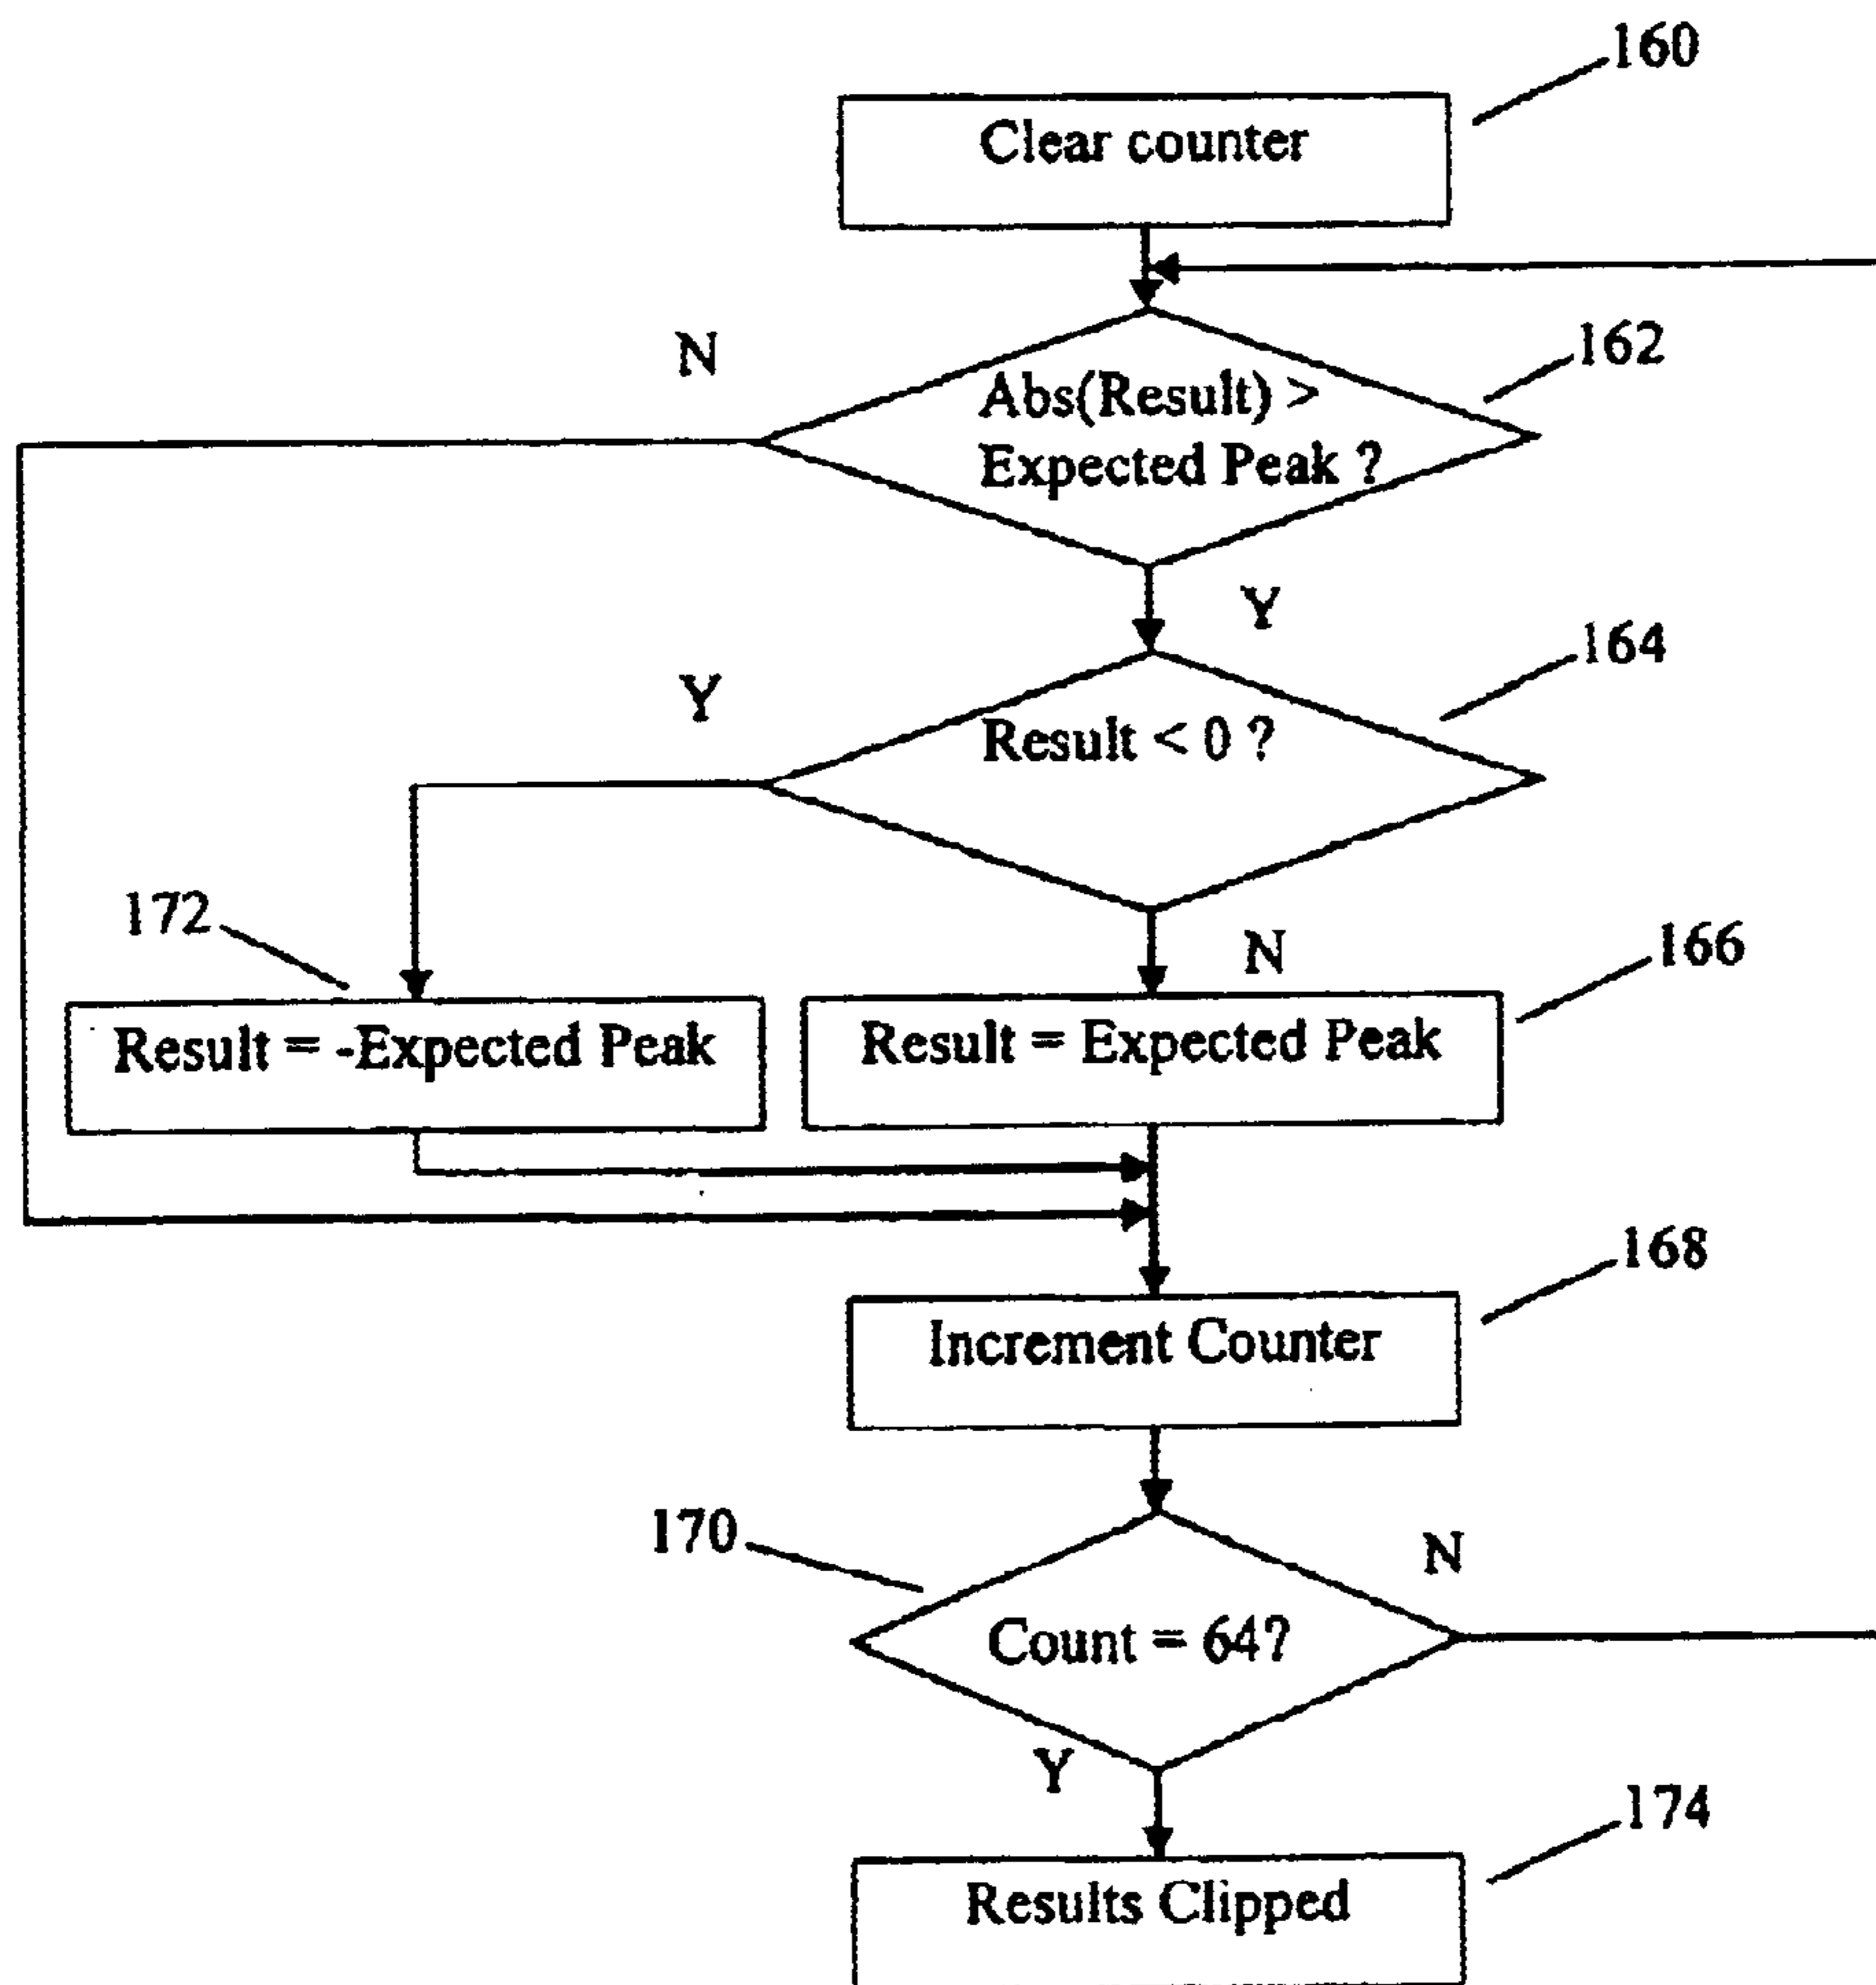 160
Clear counter
N
162
Abs(Result) >
Expected Peak ?
Y
164
Y
Result < 0 ?
172
N
166
Result = -Expected Peak
Result = Expected Peak
168
Increment Counter
170
N
Count = 64?
Y
174
Results Clipped